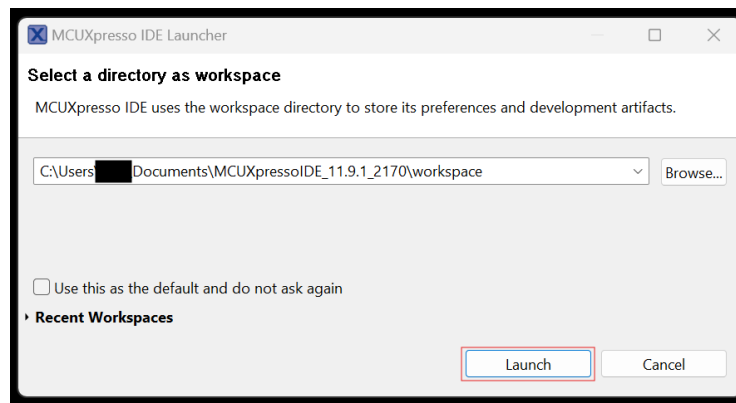 MCUXpresso IDE Launcher
Select a directory as workspace
MCUXpresso IDE uses the workspace directory to store its preferences and development artifacts.
C:\Users\ Documents\MCUXpressoIDE_11.9.1_2170\workspace
Browse...
Use this as the default and do not ask again
Recent Workspaces
Launch Cancel